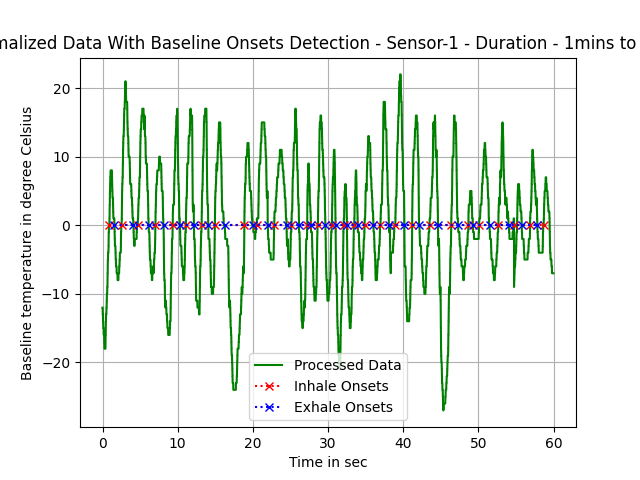 malized Data With Baseline Onsets Detection - Sensor-1 - Duration - 1mins to
Baseline temperature in degree Celsius
20
10
0
−10
−20
Processed Data
Inhale Onsets
Exhale Onsets
0 10 20 30 40 50 60
Time in sec